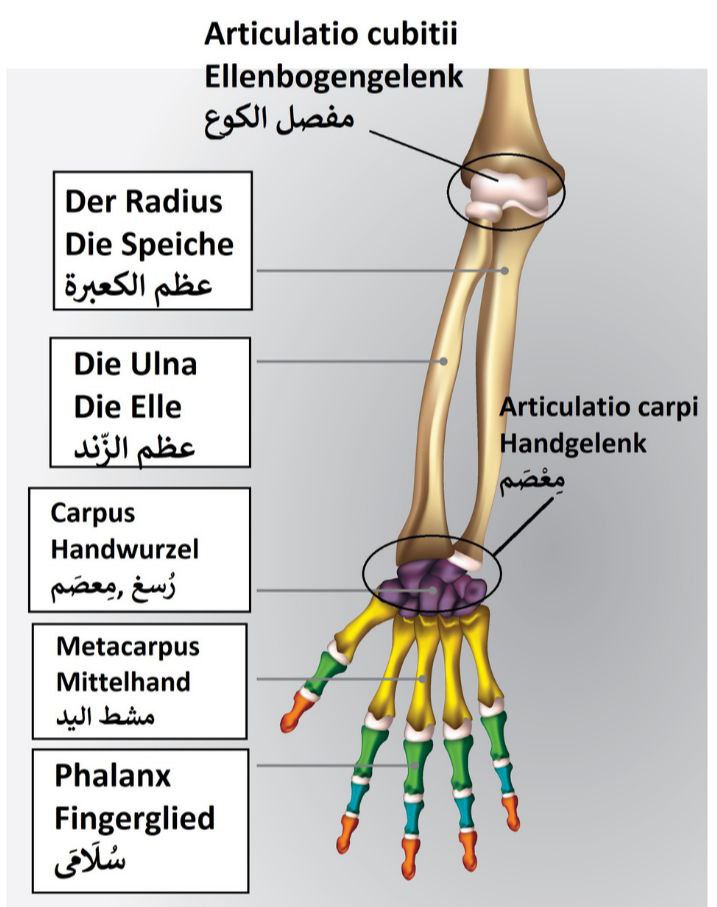 Articulatio cubitii
Ellenbogengelenk
مفصل الكوع
Der Radius
Die Speiche
عظم الكعبرة
Die Ulna
Die Elle
عظم الزّند
Articulatio carpi
Handgelenk
مِعْصَم
Carpus
Handwurzel
رُسغ ,مِعصَم
Metacarpus
Mittelhand
مشط اليد
Phalanx
Fingerglied
سُلَامَى